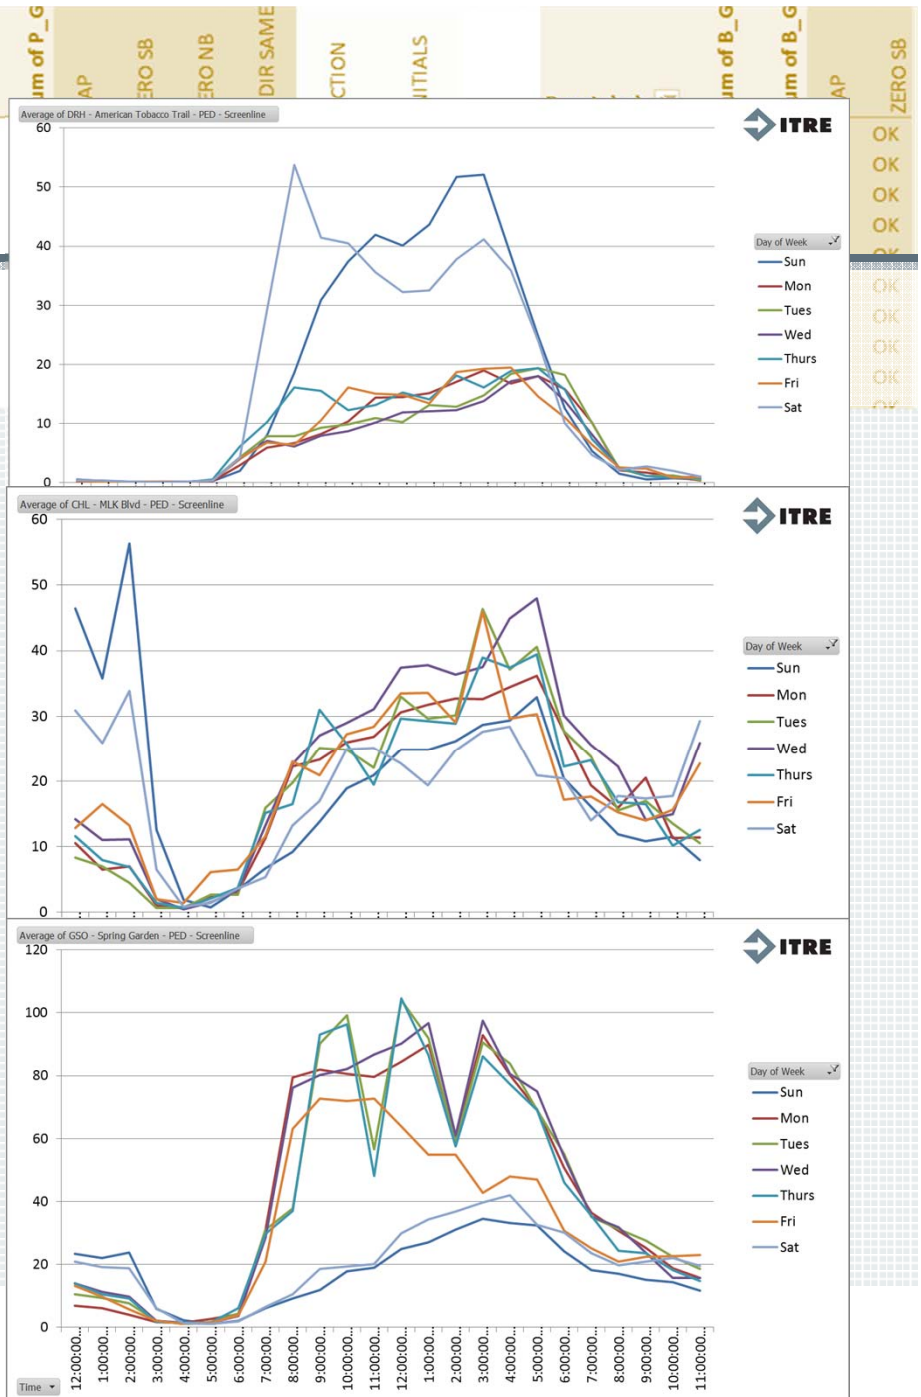 um of P_G
AP
ZERO SB
ERO NB
DIR SAME
CTION
ITIALS
um of B_G
um of B_G
AP
ZERO SB
OK
OK
OK
OK
OK
OK
OK
OK
OK
OK
Average of DRH - American Tobacco Trail - PED - Screenline
ITRE
60
50
40
30
20
10
0
Day of Week
Sun
Mon
Tues
Wed
Thurs
Fri
Sat
Average of CHL - MLK Blvd - PED - Screenline
ITRE
60
50
40
30
20
10
0
Day of Week
Sun
Mon
Tues
Wed
Thurs
Fri
Sat
Average of GSO - Spring Garden - PED - Screenline
ITRE
120
100
80
60
40
20
0
Day of Week
Sun
Mon
Tues
Wed
Thurs
Fri
Sat
12:00:00...
1:00:00...
2:00:00...
3:00:00...
4:00:00...
5:00:00...
6:00:00...
7:00:00...
8:00:00...
9:00:00...
10:00:00...
11:00:00...
12:00:00...
1:00:00...
2:00:00...
3:00:00...
4:00:00...
5:00:00...
6:00:00...
7:00:00...
8:00:00...
9:00:00...
10:00:00...
11:00:00...
Time